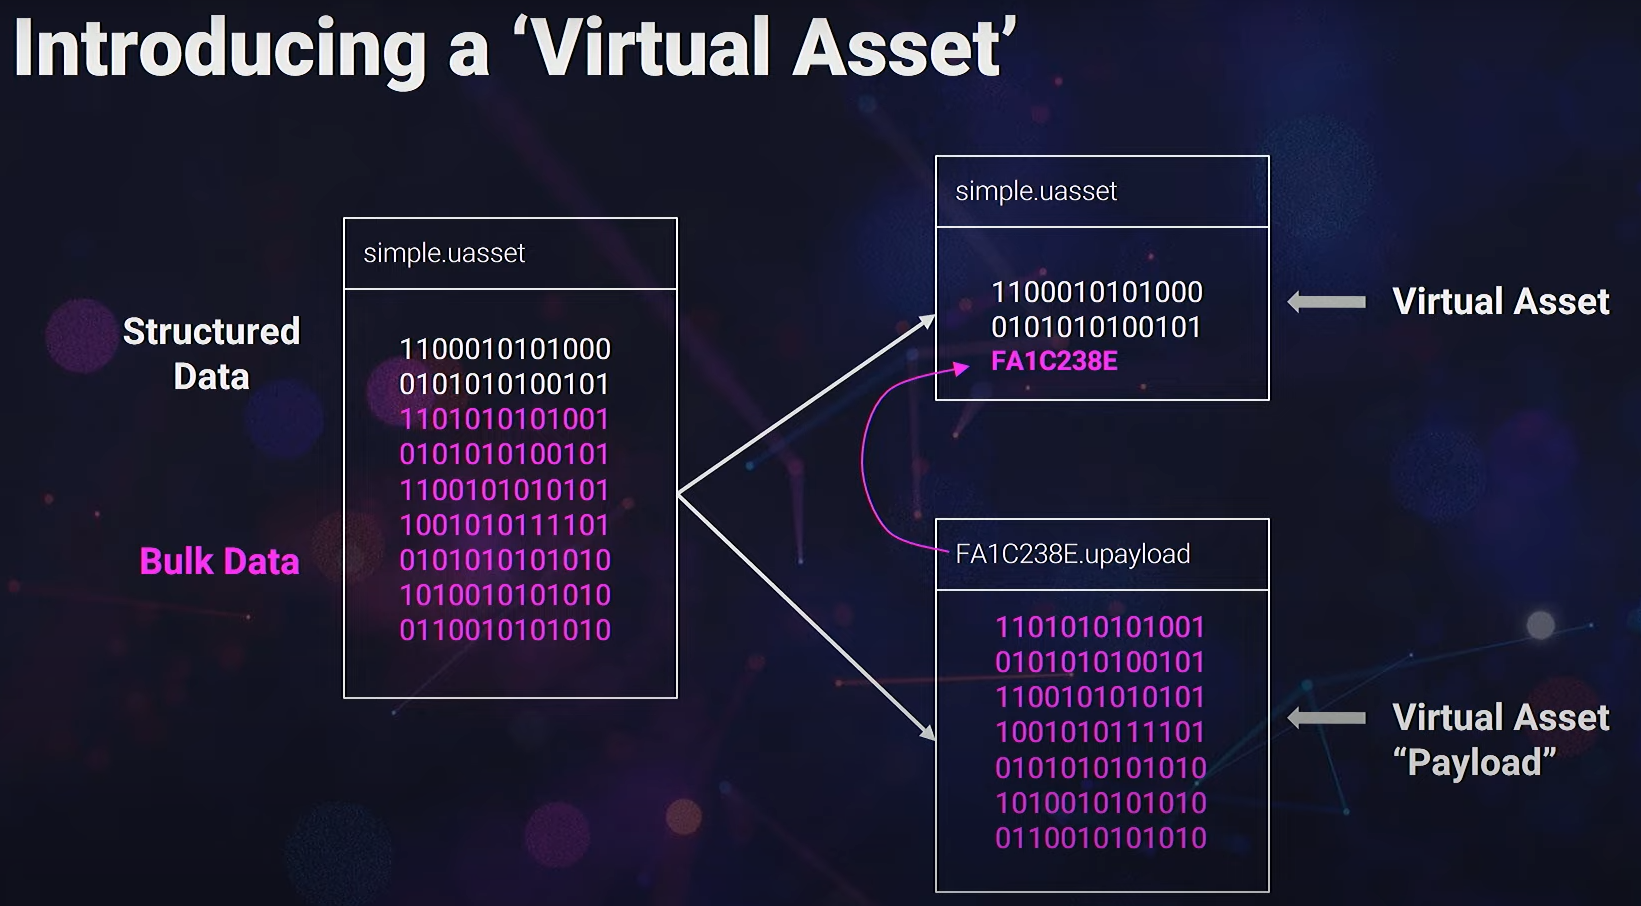 Introducing a ‘Virtual Asset’
Structured
Data
Bulk Data
simple.uasset
1100010101000
0101010100101
1101010101001
0101010100101
1100101010101
1001010111101
0101010101010
1010010101010
0110010101010
simple.uasset
1100010101000
0101010100101
FA1C238E
Virtual Asset
FA1C238E.upayload
1101010101001
0101010100101
1100101010101
1001010111101
0101010101010
1010010101010
0110010101010
Virtual Asset
“Payload”